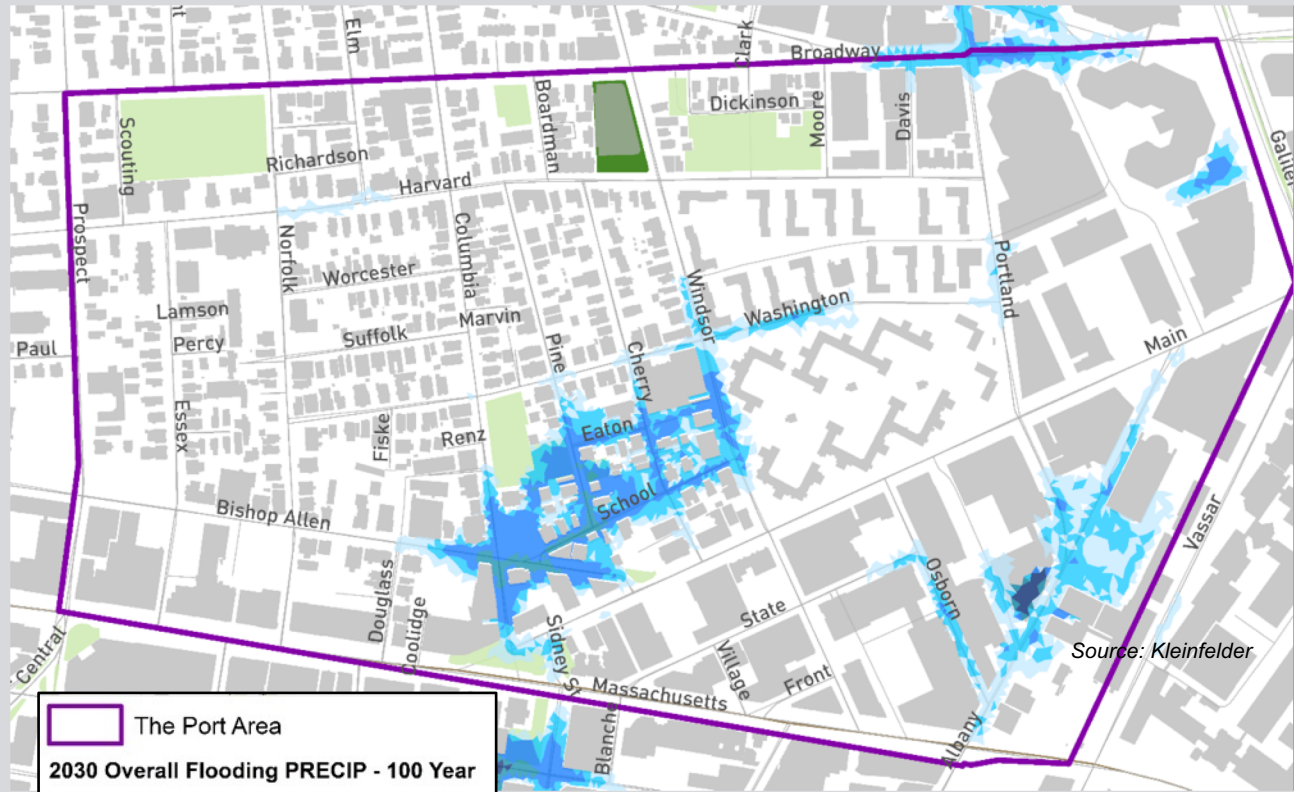 nt
Elm
Clark
Broadway
Scouting
Boardman
Dickinson
Moore
Davis
Richardson
Harvard
Galilei
Prospect
Norfolk
Columbia
Worcester
Portland
Windsor
Lamson
Washington
Marvin
Paul
Percy
Suffolk
Pine
Cherry
Main
Essex
Fiske
Renz
Eaton
School
Bishop Allen
Vassar
Douglass
Coolidge
Osborn
State
Sidney St
Village
Front
Source: Kleinfelder
Central
Massachusetts
Blanche
Albany
The Port Area
2030 Overall Flooding PRECIP - 100 Year